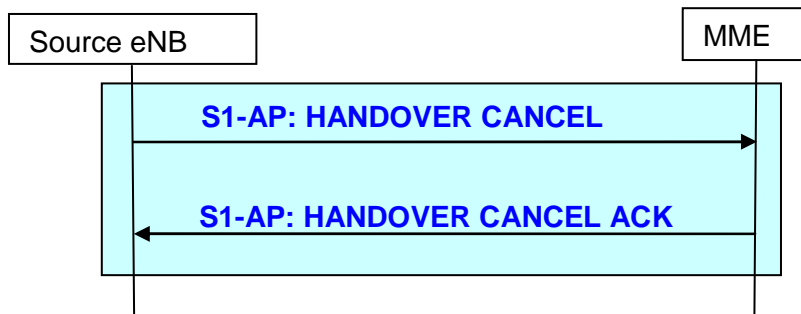 Source eNB
MME
S1-AP: HANDOVER CANCEL
S1-AP: HANDOVER CANCEL ACK